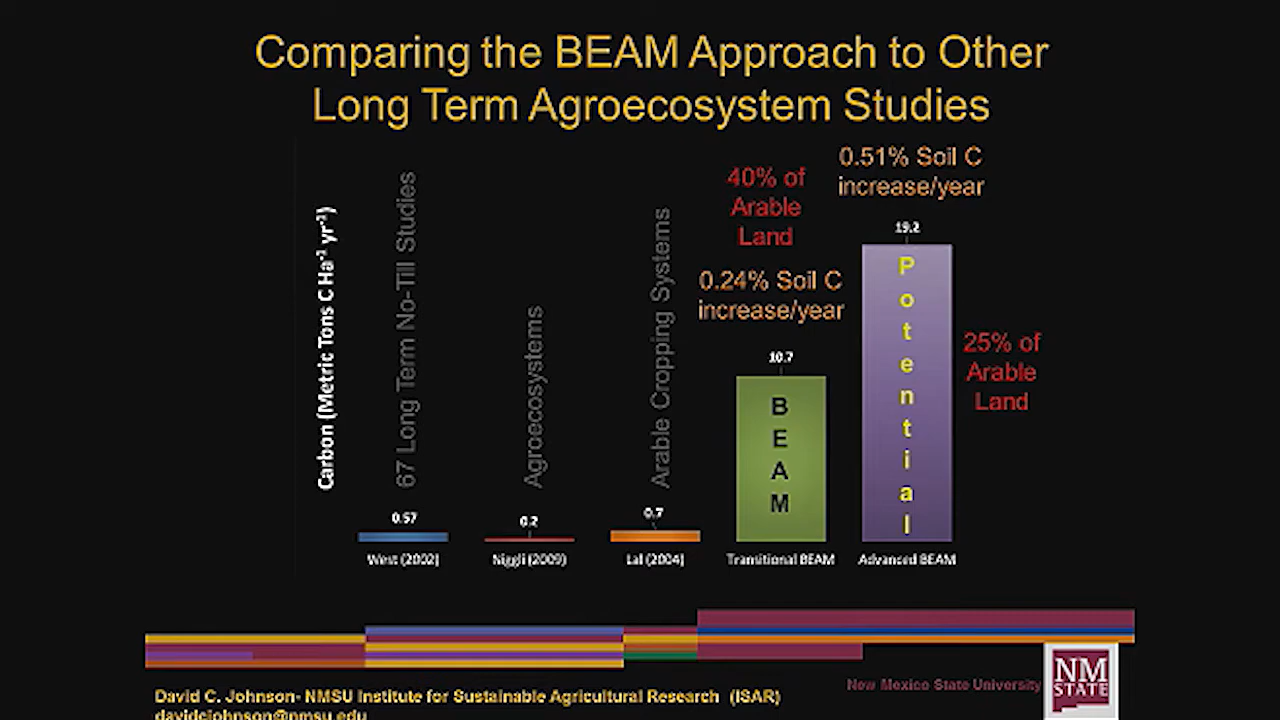 Comparing the BEAM Approach to Other
Long Term Agroecosystem Studies
Carbon (Metric Tons C Ha⁻¹ yr⁻¹)
67 Long Term No-Till Studies
Agroecosystems
Arable Cropping Systems
40% of
Arable
Land
0.24% Soil C
increase/year
0.51% Soil C
increase/year
25% of
Arable
Land
0.57
0.2
0.7
10.7
19.2
B
E
A
M
P
o
t
e
n
t
i
a
l
West (2002)
Niggli (2009)
Lal (2004)
Transitional BEAM
Advanced BEAM
New Mexico State University
NM
STATE
David C. Johnson- NMSU Institute for Sustainable Agricultural Research (ISAR)
davidcjohnson@nmsu.edu